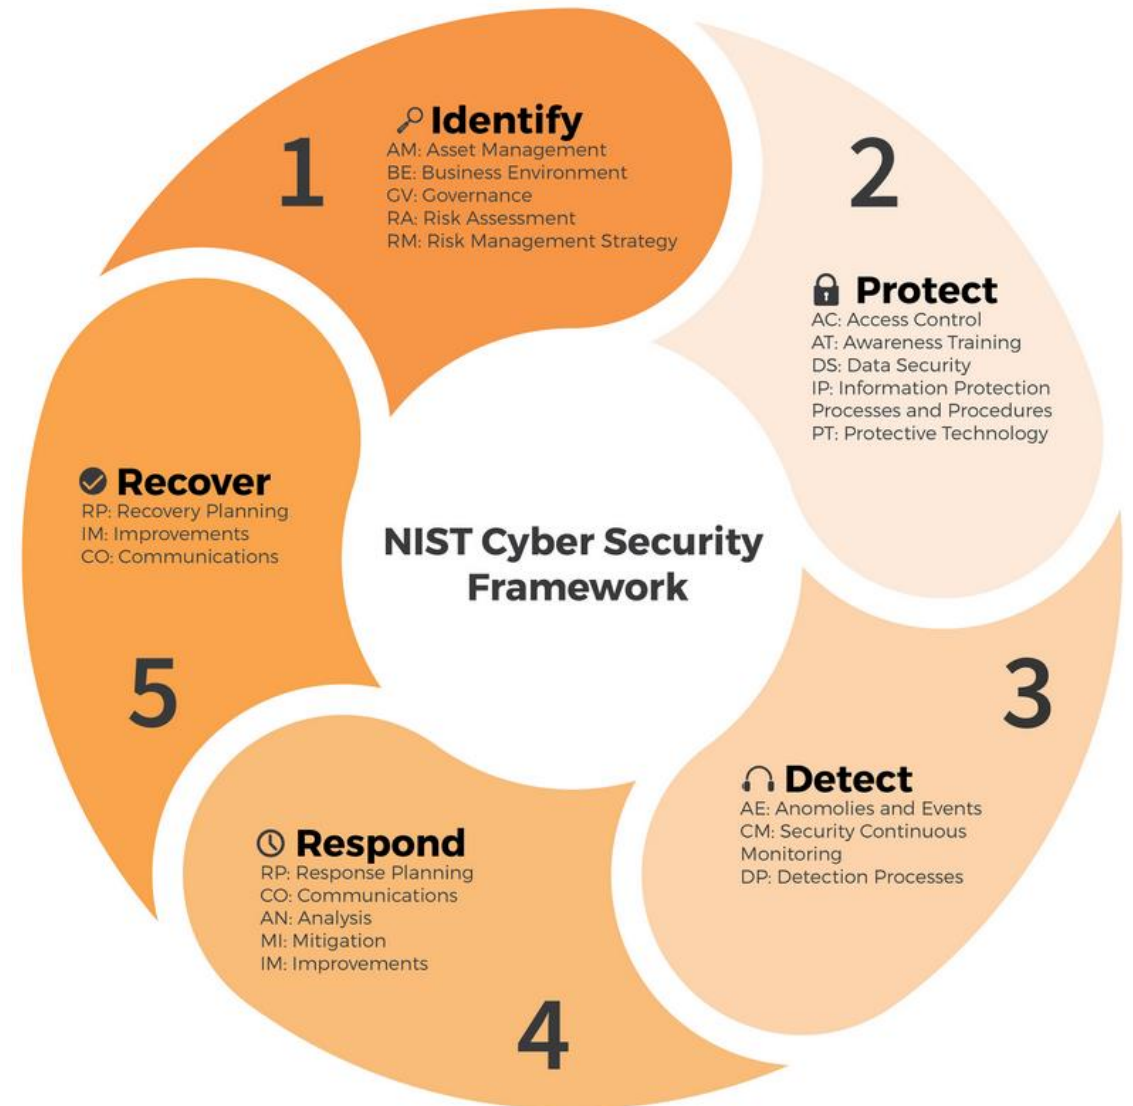 1
Identify
AM: Asset Management
BE: Business Environment
GV: Governance
RA: Risk Assessment
RM: Risk Management Strategy
2
Protect
AC: Access Control
AT: Awareness Training
DS: Data Security
IP: Information Protection
Processes and Procedures
PT: Protective Technology
3
Detect
AE: Anomolies and Events
CM: Security Continuous
Monitoring
DP: Detection Processes
4
Respond
RP: Response Planning
CO: Communications
AN: Analysis
MI: Mitigation
IM: Improvements
5
Recover
RP: Recovery Planning
IM: Improvements
CO: Communications
NIST Cyber Security
Framework